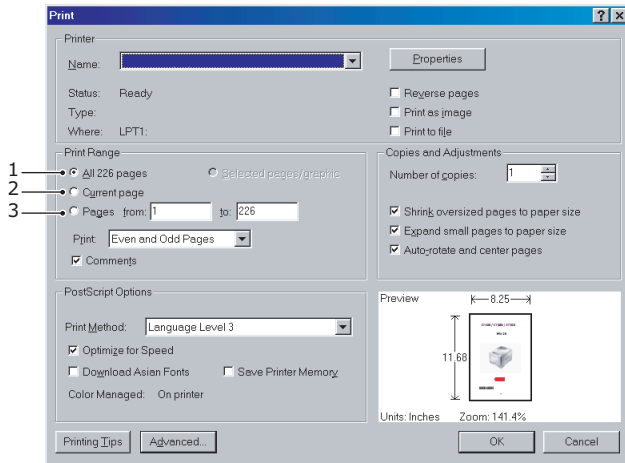 Print
Printer
Name:
Properties
Status: Ready
Type:
Where: LPT1:
Reverse pages
Print as image
Print to file
Print Range
1 All 226 pages Selected pages/graphic
2 Current page
3 Pages from: 1 to: 226
Print: Even and Odd Pages
Comments
Copies and Adjustments
Number of copies: 1
Shrink oversized pages to paper size
Expand small pages to paper size
Auto-rotate and center pages
PostScript Options
Print Method: Language Level 3
Optimize for Speed
Download Asian Fonts Save Printer Memory
Color Managed: On printer
Preview
8.25
11.68
Units: Inches Zoom: 141.4%
Printing Tips
Advanced...
OK
Cancel